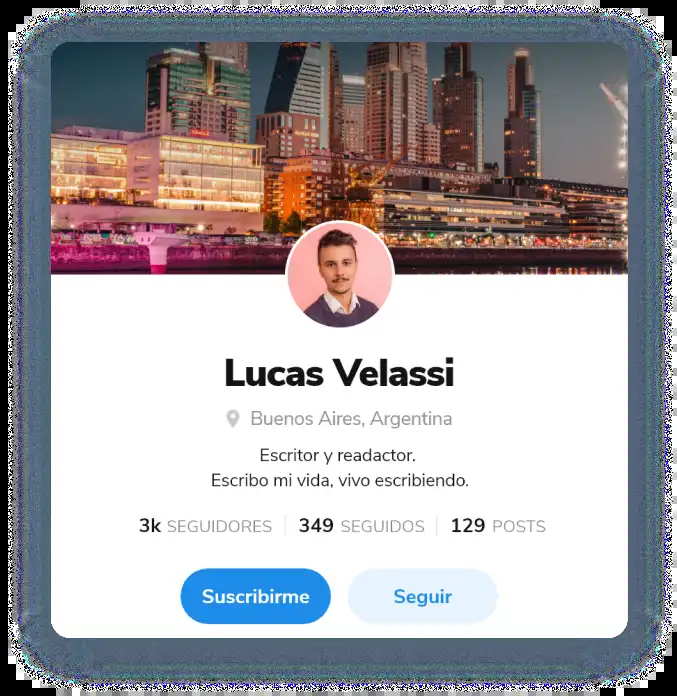 Lucas Velassi
Buenos Aires, Argentina
Escritor y readactor.
Escribo mi vida, vivo escribiendo.
3k SEGUIDORES 349 SEGUIDOS 129 POSTS
Suscribirme Seguir